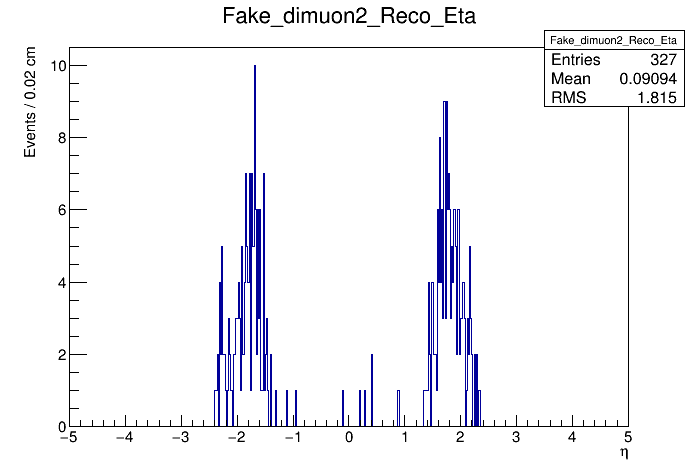 Fake_dimuon2_Reco_Eta
Fake_dimuon2_Reco_Eta
Entries 327
Mean 0.09094
RMS 1.815
Events / 0.02 cm
10
8
6
4
2
0
−5 −4 −3 −2 −1 0 1 2 3 4 5
η